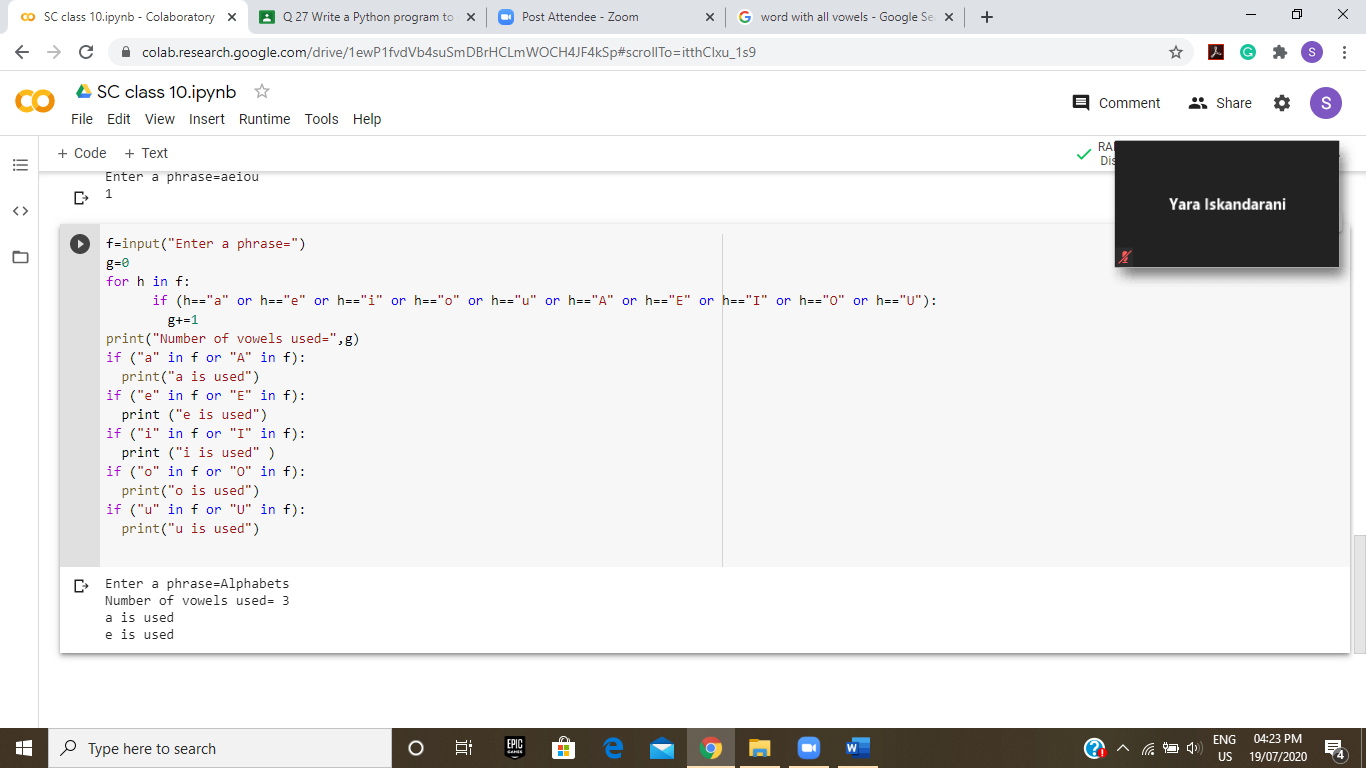 SC class 10.ipynb - Colaboratory
Q 27 Write a Python program to
Post Attendee - Zoom
word with all vowels - Google Se
colab.research.google.com/drive/1ewP1fvdVb4suSmDBrHCLmWOCH4JF4kSp#scrollTo=itthClxu_1s9
S
SC class 10.ipynb
File Edit View Insert Runtime Tools Help
Comment Share S
+ Code + Text
RA
Dis
Yara Iskandarani
Enter a phrase=aeiou
1
f=input("Enter a phrase=")
g=0
for h in f:
      if (h=="a" or h=="e" or h=="i" or h=="o" or h=="u" or h=="A" or h=="E" or h=="I" or h=="O" or h=="U"):
        g+=1
print("Number of vowels used=",g)
if ("a" in f or "A" in f):
  print("a is used")
if ("e" in f or "E" in f):
  print ("e is used")
if ("i" in f or "I" in f):
  print ("i is used" )
if ("o" in f or "O" in f):
  print("o is used")
if ("u" in f or "U" in f):
  print("u is used")
Enter a phrase=Alphabets
Number of vowels used= 3
a is used
e is used
Type here to search
EPIC
GAMES
ENG
US
04:23 PM
19/07/2020
4